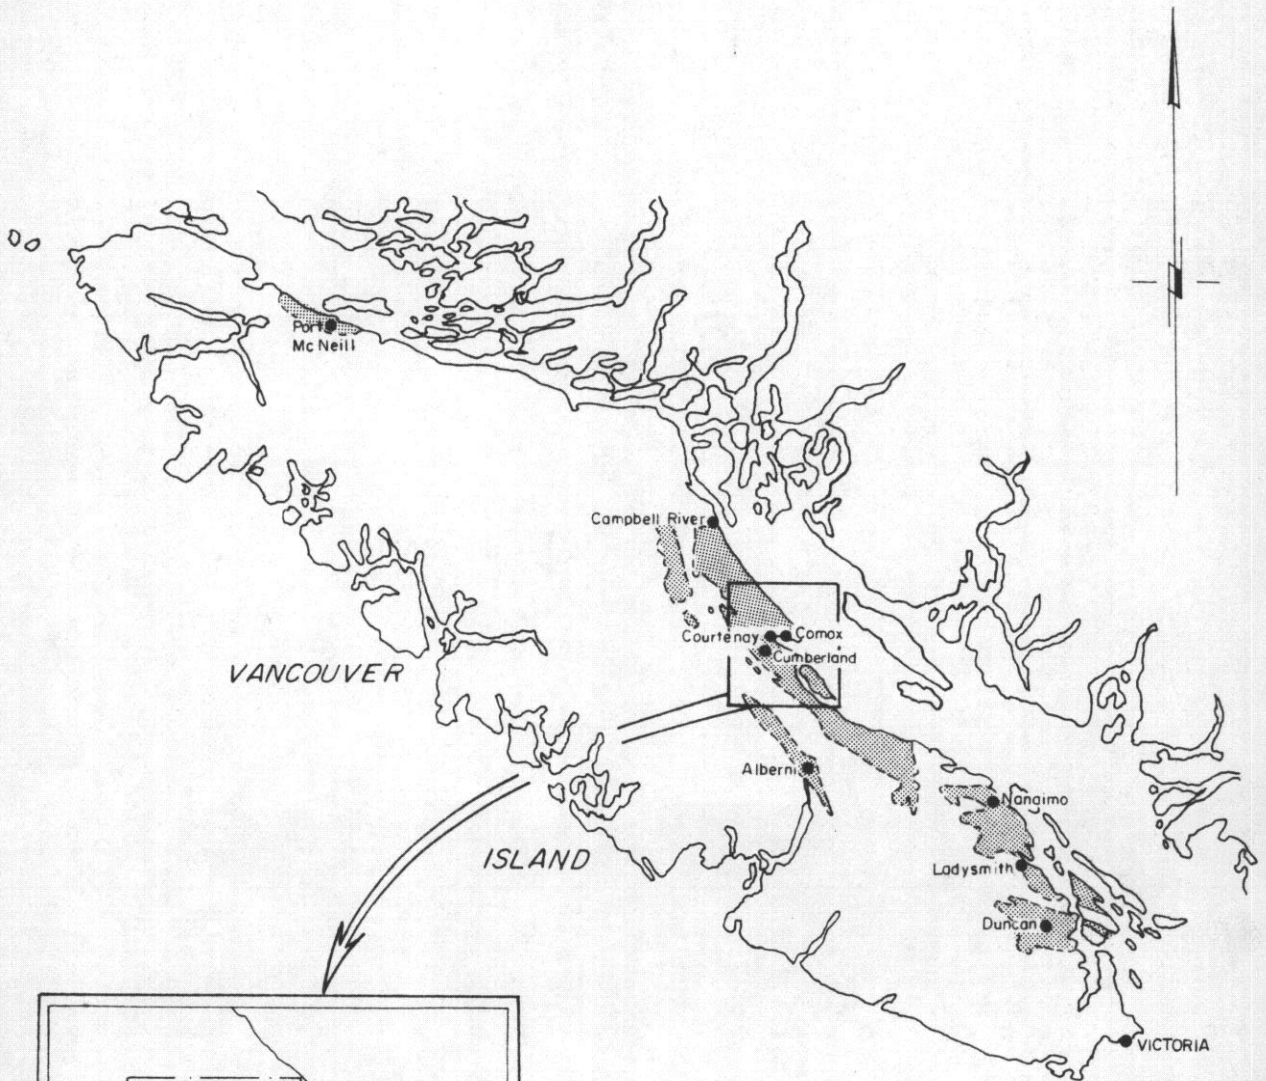 Port
McNeill
Campbell River
Courtenay
Comox
Cumberland
VANCOUVER
Alberni
Nanaimo
ISLAND
Ladysmith
Duncan
VICTORIA